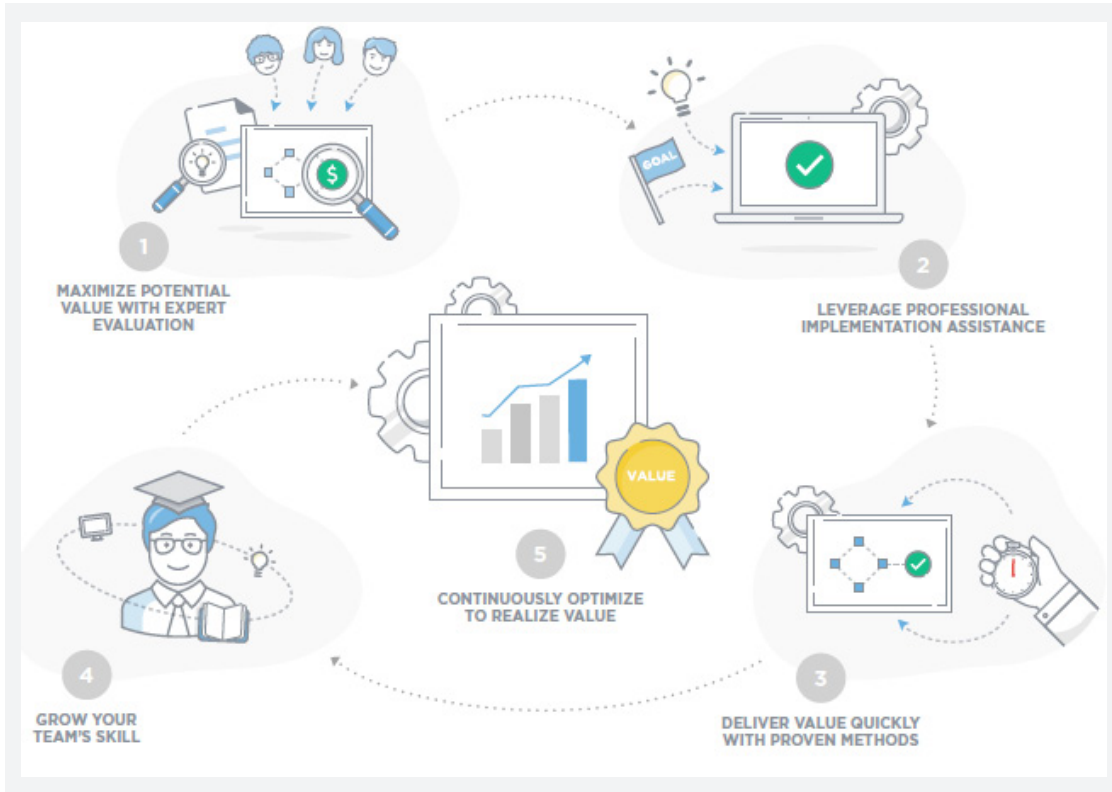 $
1
MAXIMIZE POTENTIAL
VALUE WITH EXPERT
EVALUATION
GOAL
2
LEVERAGE PROFESSIONAL
IMPLEMENTATION ASSISTANCE
3
DELIVER VALUE QUICKLY
WITH PROVEN METHODS
4
GROW YOUR
TEAM'S SKILL
VALUE
5
CONTINUOUSLY OPTIMIZE
TO REALIZE VALUE